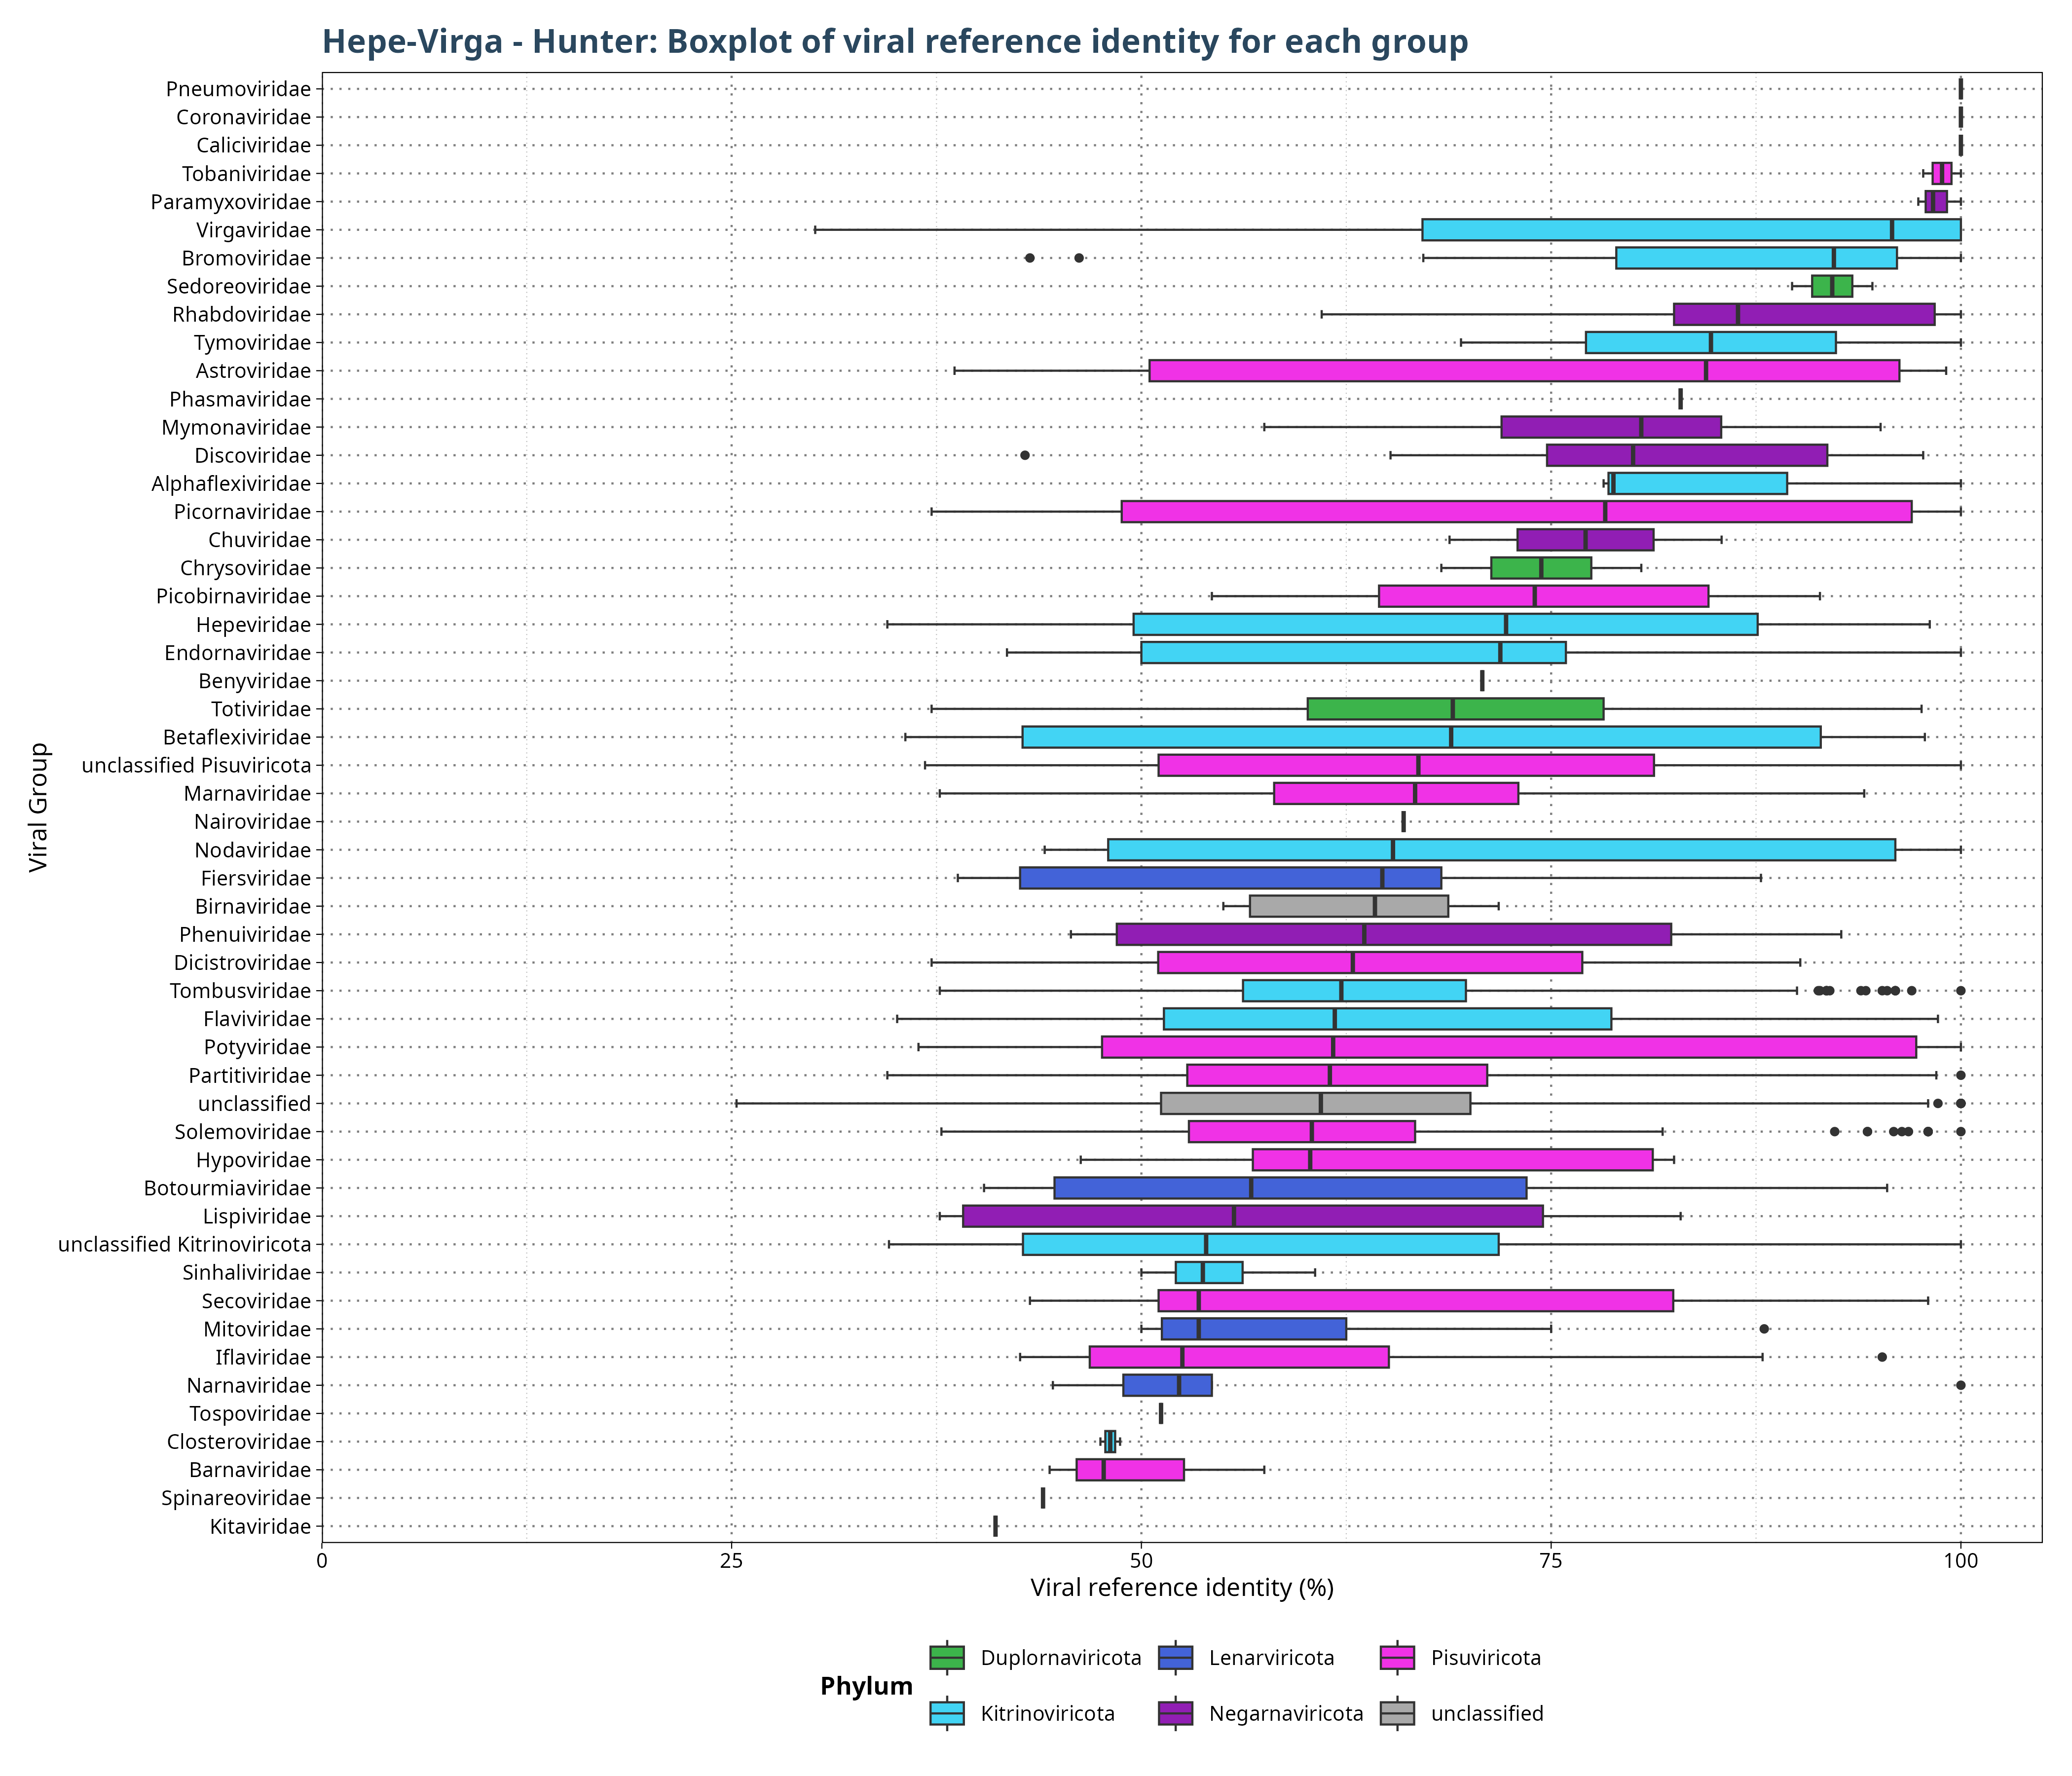 Hepe-Virga - Hunter: Boxplot of viral reference identity for each group
Viral Group
Pneumoviridae
Coronaviridae
Caliciviridae
Tobaniviridae
Paramyxoviridae
Virgaviridae
Bromoviridae
Sedoreoviridae
Rhabdoviridae
Tymoviridae
Astroviridae
Phasmaviridae
Mymonaviridae
Discoviridae
Alphaflexiviridae
Picornaviridae
Chuviridae
Chrysoviridae
Picobirnaviridae
Hepeviridae
Endornaviridae
Benyviridae
Totiviridae
Betaflexiviridae
unclassified Pisuviricota
Marnaviridae
Nairoviridae
Nodaviridae
Fiersviridae
Birnaviridae
Phenuiviridae
Dicistroviridae
Tombusviridae
Flaviviridae
Potyviridae
Partitiviridae
unclassified
Solemoviridae
Hypoviridae
Botourmiaviridae
Lispiviridae
unclassified Kitrinoviricota
Sinhaliviridae
Secoviridae
Mitoviridae
Iflaviridae
Narnaviridae
Tospoviridae
Closteroviridae
Barnaviridae
Spinareoviridae
Kitaviridae
0 25 50 75 100
Viral reference identity (%)
Phylum
Duplornaviricota Lenarviricota Pisuviricota
Kitrinoviricota Negarnaviricota unclassified